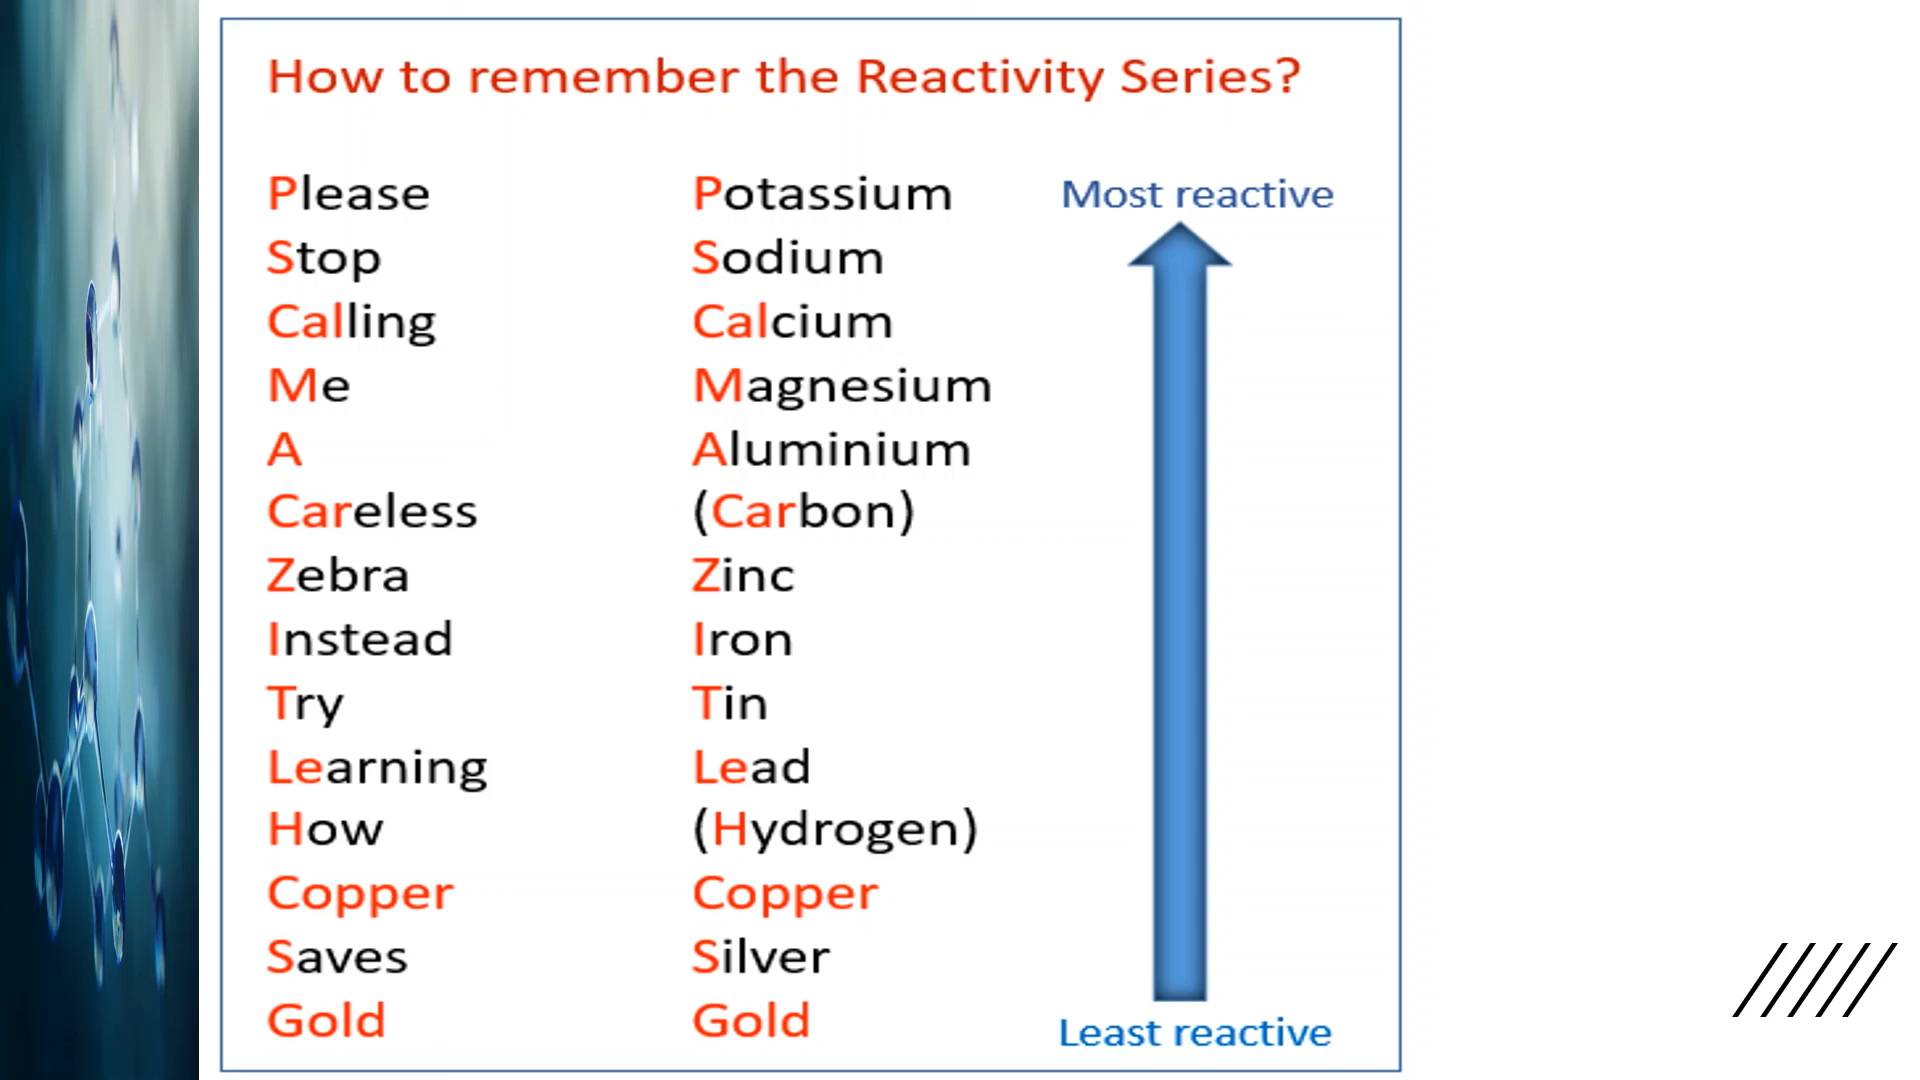 How to remember the Reactivity Series?
Please Potassium Most reactive
Stop Sodium
Calling Calcium
Me Magnesium
A Aluminium
Careless (Carbon)
Zebra Zinc
Instead Iron
Try Tin
Learning Lead
How (Hydrogen)
Copper Copper
Saves Silver
Gold Gold Least reactive